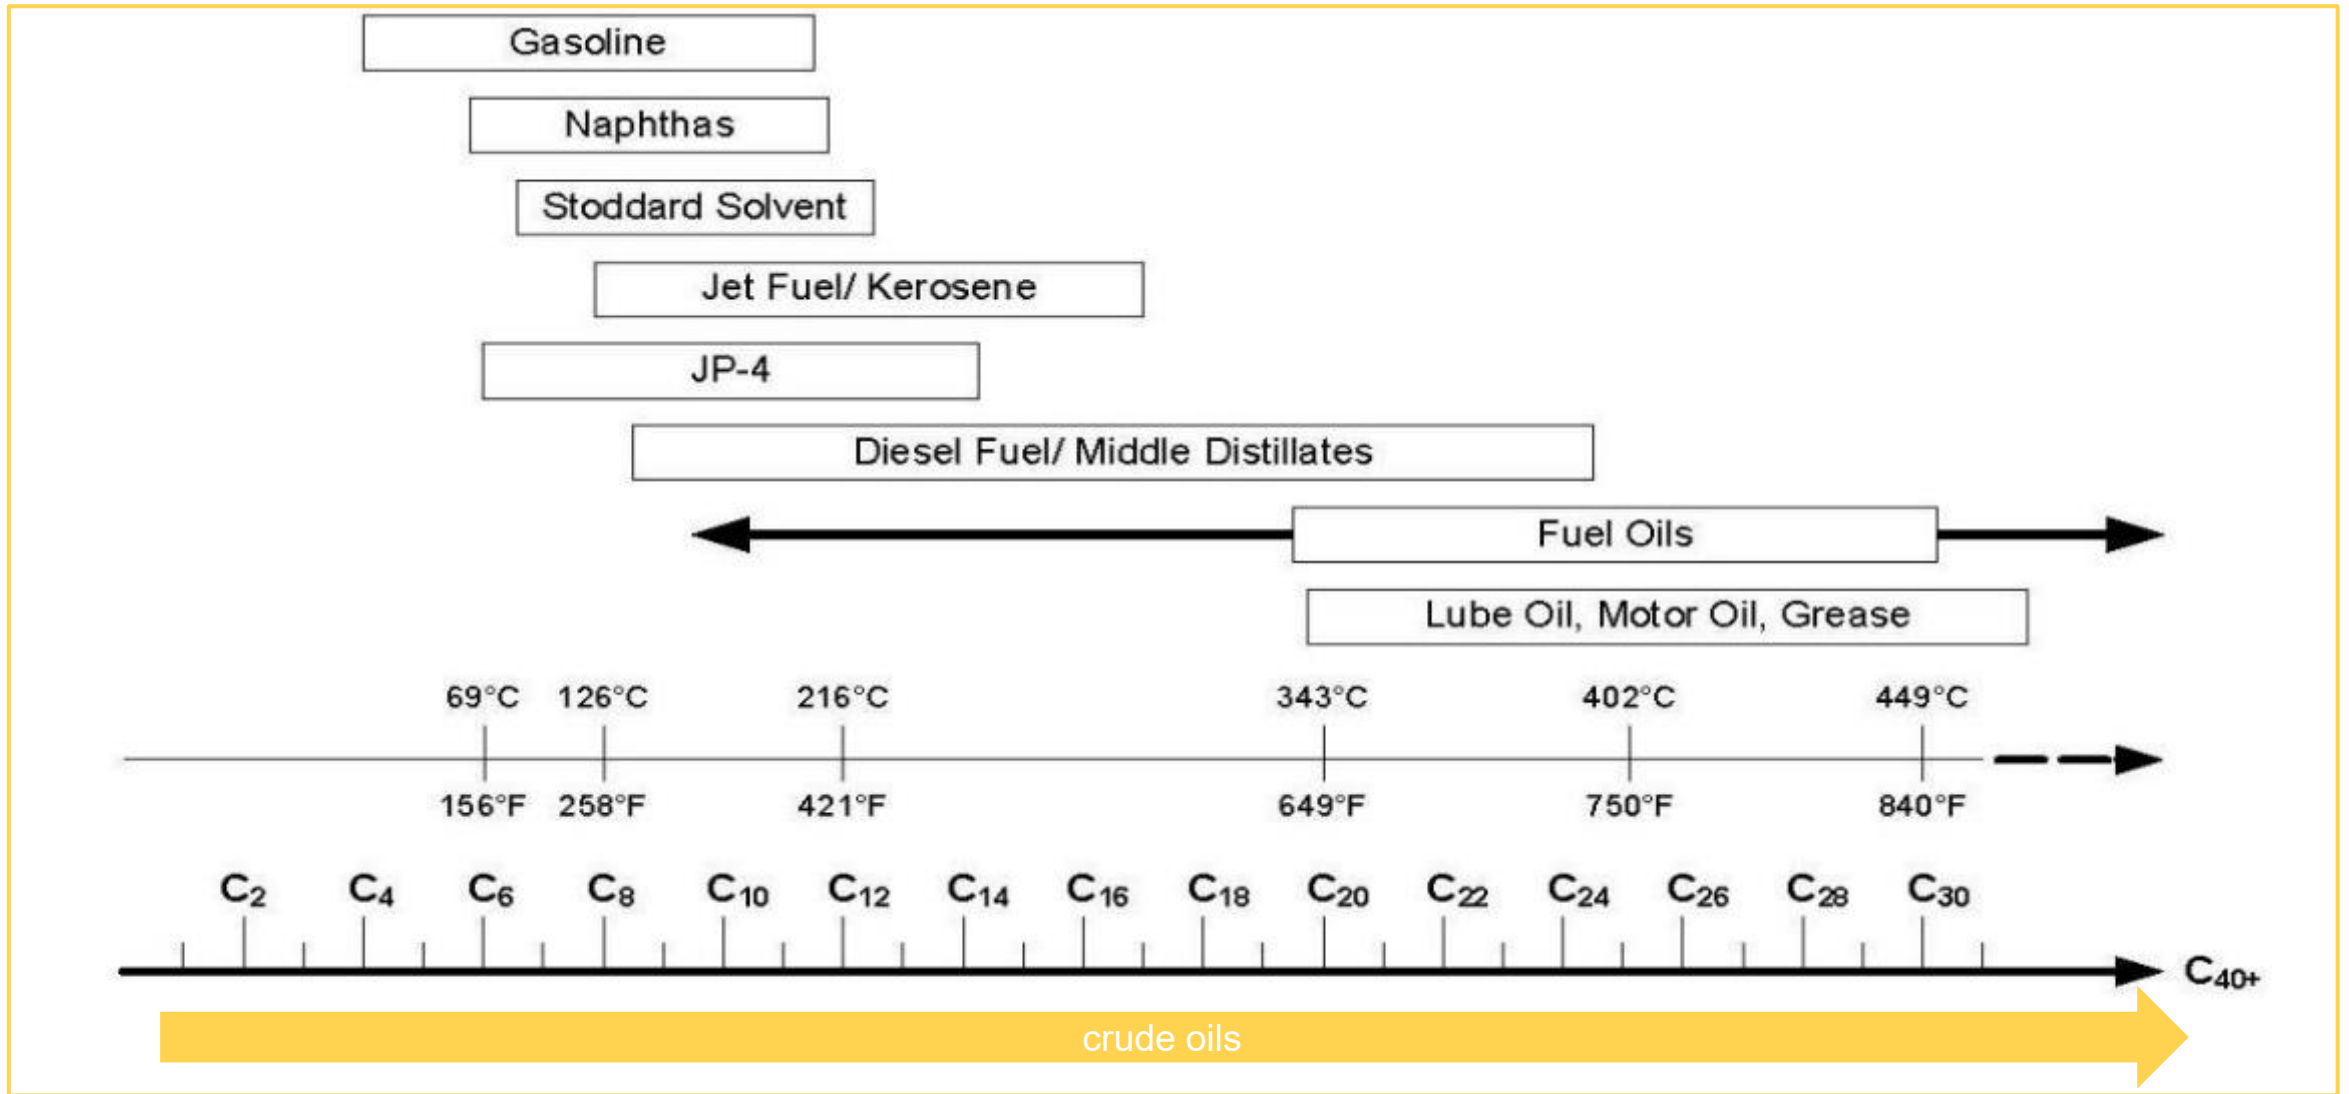 Gasoline
Naphthas
Stoddard Solvent
Jet Fuel/ Kerosene
JP-4
Diesel Fuel/ Middle Distillates
Fuel Oils
Lube Oil, Motor Oil, Grease
69°C 126°C 216°C 343°C 402°C 449°C
156°F 258°F 421°F 649°F 750°F 840°F
C2 C4 C6 C8 C10 C12 C14 C16 C18 C20 C22 C24 C26 C28 C30
C40+
crude oils